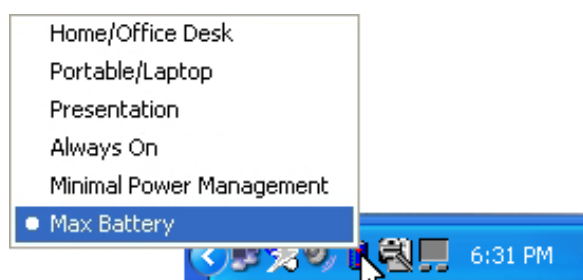 Home/Office Desk
Portable/Laptop
Presentation
Always On
Minimal Power Management
Max Battery
6:31 PM